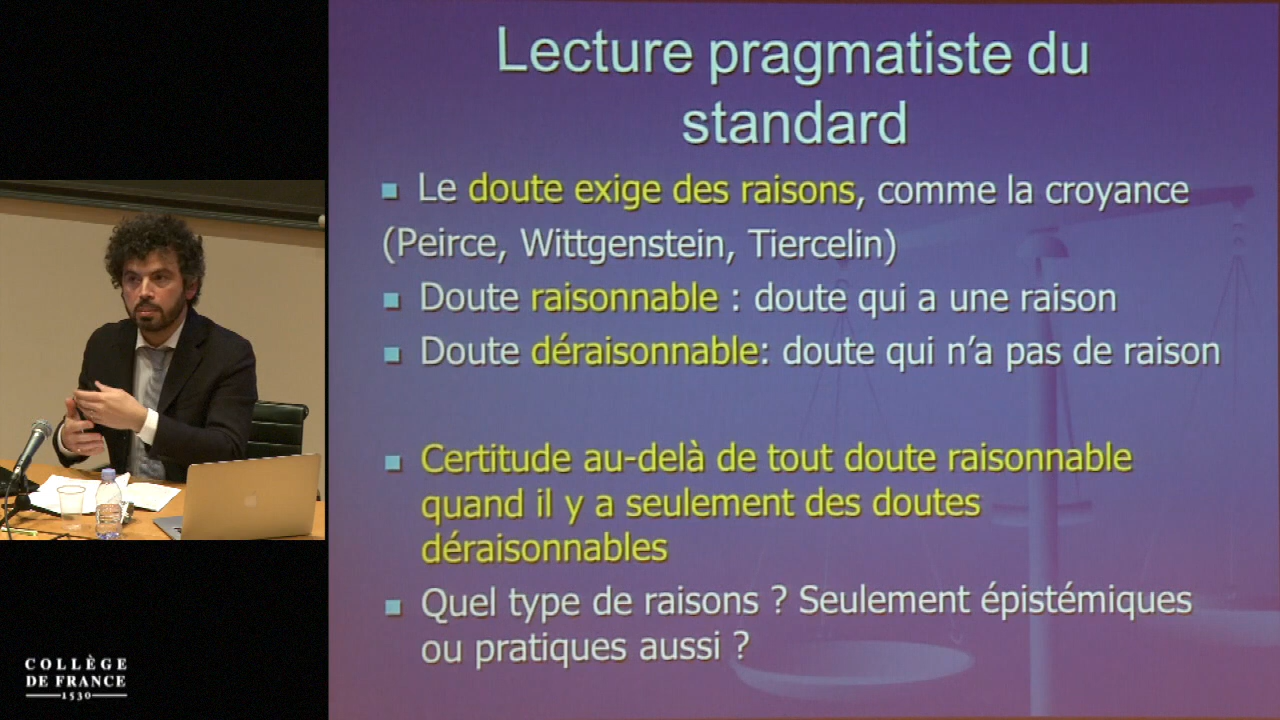 Lecture pragmatiste du
standard
Le doute exige des raisons, comme la croyance
(Peirce, Wittgenstein, Tiercelin)
Doute raisonnable : doute qui a une raison
Doute déraisonnable: doute qui n'a pas de raison
Certitude au-delà de tout doute raisonnable
quand il y a seulement des doutes
déraisonnables
Quel type de raisons ? Seulement épistémiques
ou pratiques aussi ?
COLLÈGE
DE FRANCE
1530